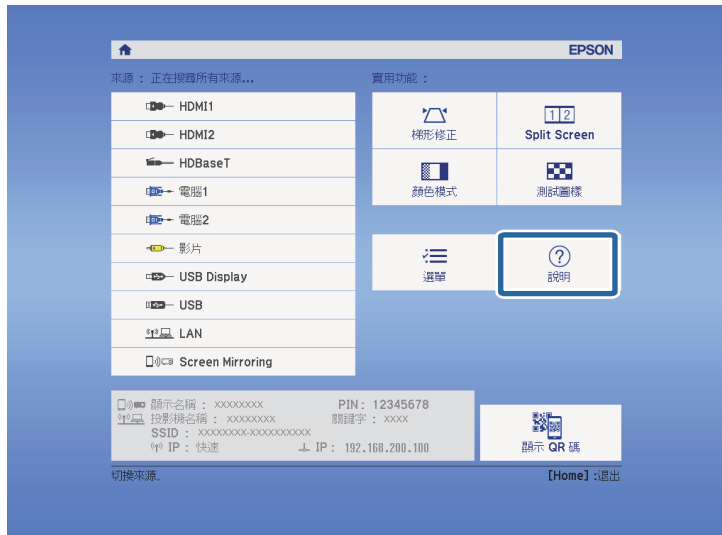 EPSON
來源 : 正在搜尋所有來源...
實用功能 :
HDMI1
HDMI2
HDBaseT
電腦1
電腦2
影片
USB Display
USB
LAN
Screen Mirroring
梯形修正
1 2
Split Screen
顏色模式
測試圖樣
選單
?
說明
顯示名稱 : xxxxxxxx PIN : 12345678
投影機名稱 : xxxxxxxx 關鍵字 : xxxx
SSID : xxxxxxxx-xxxxxxxxxx
IP : 快速 IP : 192.168.200.100
顯示 QR 碼
切換來源. [Home] :退出